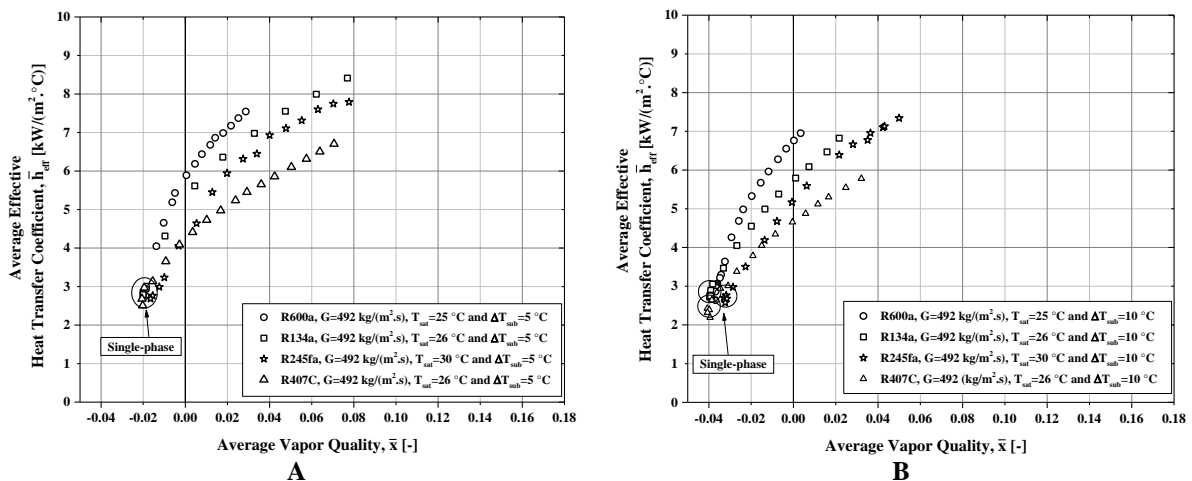 A
B
Average Effective
Heat Transfer Coefficient, h̄eff [kW/(m².°C)]
10
9
8
7
6
5
4
3
2
1
0
Single-phase
R600a, G=492 kg/(m².s), Tsat=25 °C and ΔTsub=5 °C
R134a, G=492 kg/(m².s), Tsat=26 °C and ΔTsub=5 °C
R245fa, G=492 kg/(m².s), Tsat=30 °C and ΔTsub=5 °C
R407C, G=492 kg/(m².s), Tsat=26 °C and ΔTsub=5 °C
-0.04 -0.02 0.00 0.02 0.04 0.06 0.08 0.10 0.12 0.14 0.16 0.18
Average Vapor Quality, x̄ [-]
A
Average Effective
Heat Transfer Coefficient, h̄eff [kW/(m².°C)]
10
9
8
7
6
5
4
3
2
1
0
Single-phase
R600a, G=492 kg/(m².s), Tsat=25 °C and ΔTsub=10 °C
R134a, G=492 kg/(m².s), Tsat=26 °C and ΔTsub=10 °C
R245fa, G=492 kg/(m².s), Tsat=30 °C and ΔTsub=10 °C
R407C, G=492 (kg/m².s), Tsat=26 °C and ΔTsub=10 °C
-0.04 -0.02 0.00 0.02 0.04 0.06 0.08 0.10 0.12 0.14 0.16 0.18
Average Vapor Quality, x̄ [-]
B